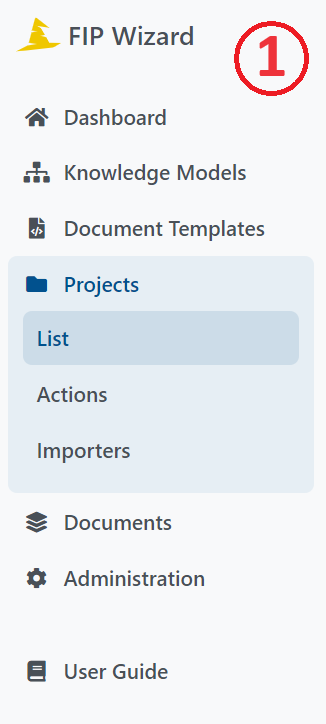 FIP Wizard
1
Dashboard
Knowledge Models
Document Templates
Projects
List
Actions
Importers
Documents
Administration
User Guide